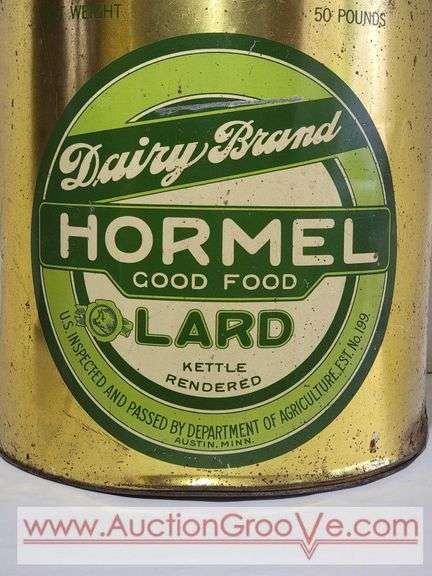 WEIGHT 50 POUNDS
Dairy Brand
HORMEL
GOOD FOOD
LARD
KETTLE
RENDERED
U.S. INSPECTED AND PASSED BY DEPARTMENT OF AGRICULTURE, EST. No. 199.
AUSTIN, MINN.
www.AuctionGrooVe.com